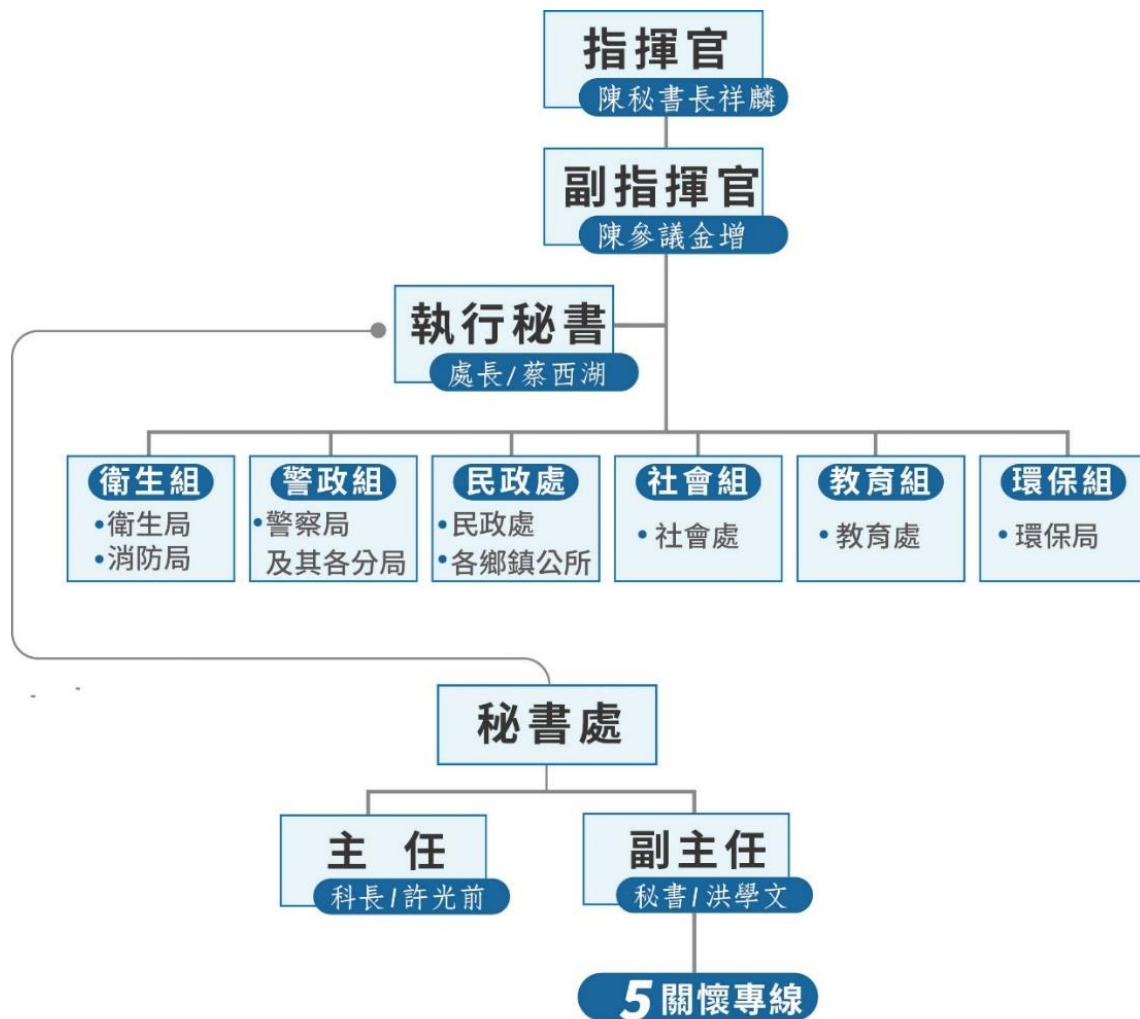 指揮官
陳秘書長祥麟
副指揮官
陳參議金增
執行秘書
處長/蔡西湖
衛生組
•衛生局
•消防局
警政組
•警察局
及其各分局
民政處
•民政處
•各鄉鎮公所
社會組
•社會處
教育組
•教育處
環保組
•環保局
秘書處
主 任
科長/許光前
副主任
秘書/洪學文
5關懷專線